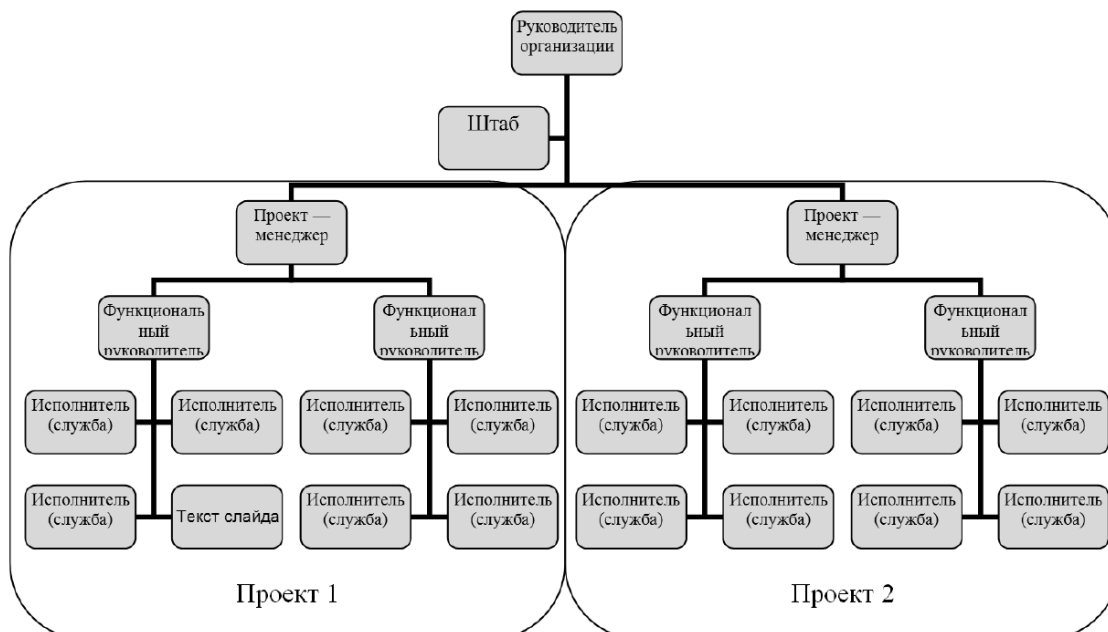 Руководитель
организации
Штаб
Проект —
менеджер
Проект —
менеджер
Функциональ
ный
руководитель
Функционал
ьный
руководитель
Функционал
ьный
руководитель
Функционал
ьный
руководитель
Исполнитель
(служба)
Исполнитель
(служба)
Исполнитель
(служба)
Исполнитель
(служба)
Исполнитель
(служба)
Исполнитель
(служба)
Исполнитель
(служба)
Исполнитель
(служба)
Исполнитель
(служба)
Текст слайда
Исполнитель
(служба)
Исполнитель
(служба)
Исполнитель
(служба)
Исполнитель
(служба)
Исполнитель
(служба)
Исполнитель
(служба)
Проект 1
Проект 2